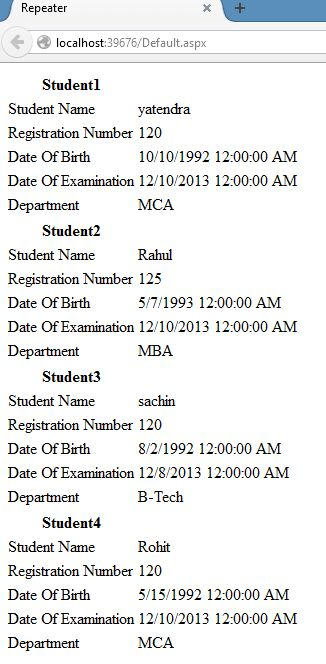 Repeater
localhost:39676/Default.aspx
Student1
Student Name yatendra
Registration Number 120
Date Of Birth 10/10/1992 12:00:00 AM
Date Of Examination 12/10/2013 12:00:00 AM
Department MCA
Student2
Student Name Rahul
Registration Number 125
Date Of Birth 5/7/1993 12:00:00 AM
Date Of Examination 12/10/2013 12:00:00 AM
Department MBA
Student3
Student Name sachin
Registration Number 120
Date Of Birth 8/2/1992 12:00:00 AM
Date Of Examination 12/8/2013 12:00:00 AM
Department B-Tech
Student4
Student Name Rohit
Registration Number 120
Date Of Birth 5/15/1992 12:00:00 AM
Date Of Examination 12/10/2013 12:00:00 AM
Department MCA